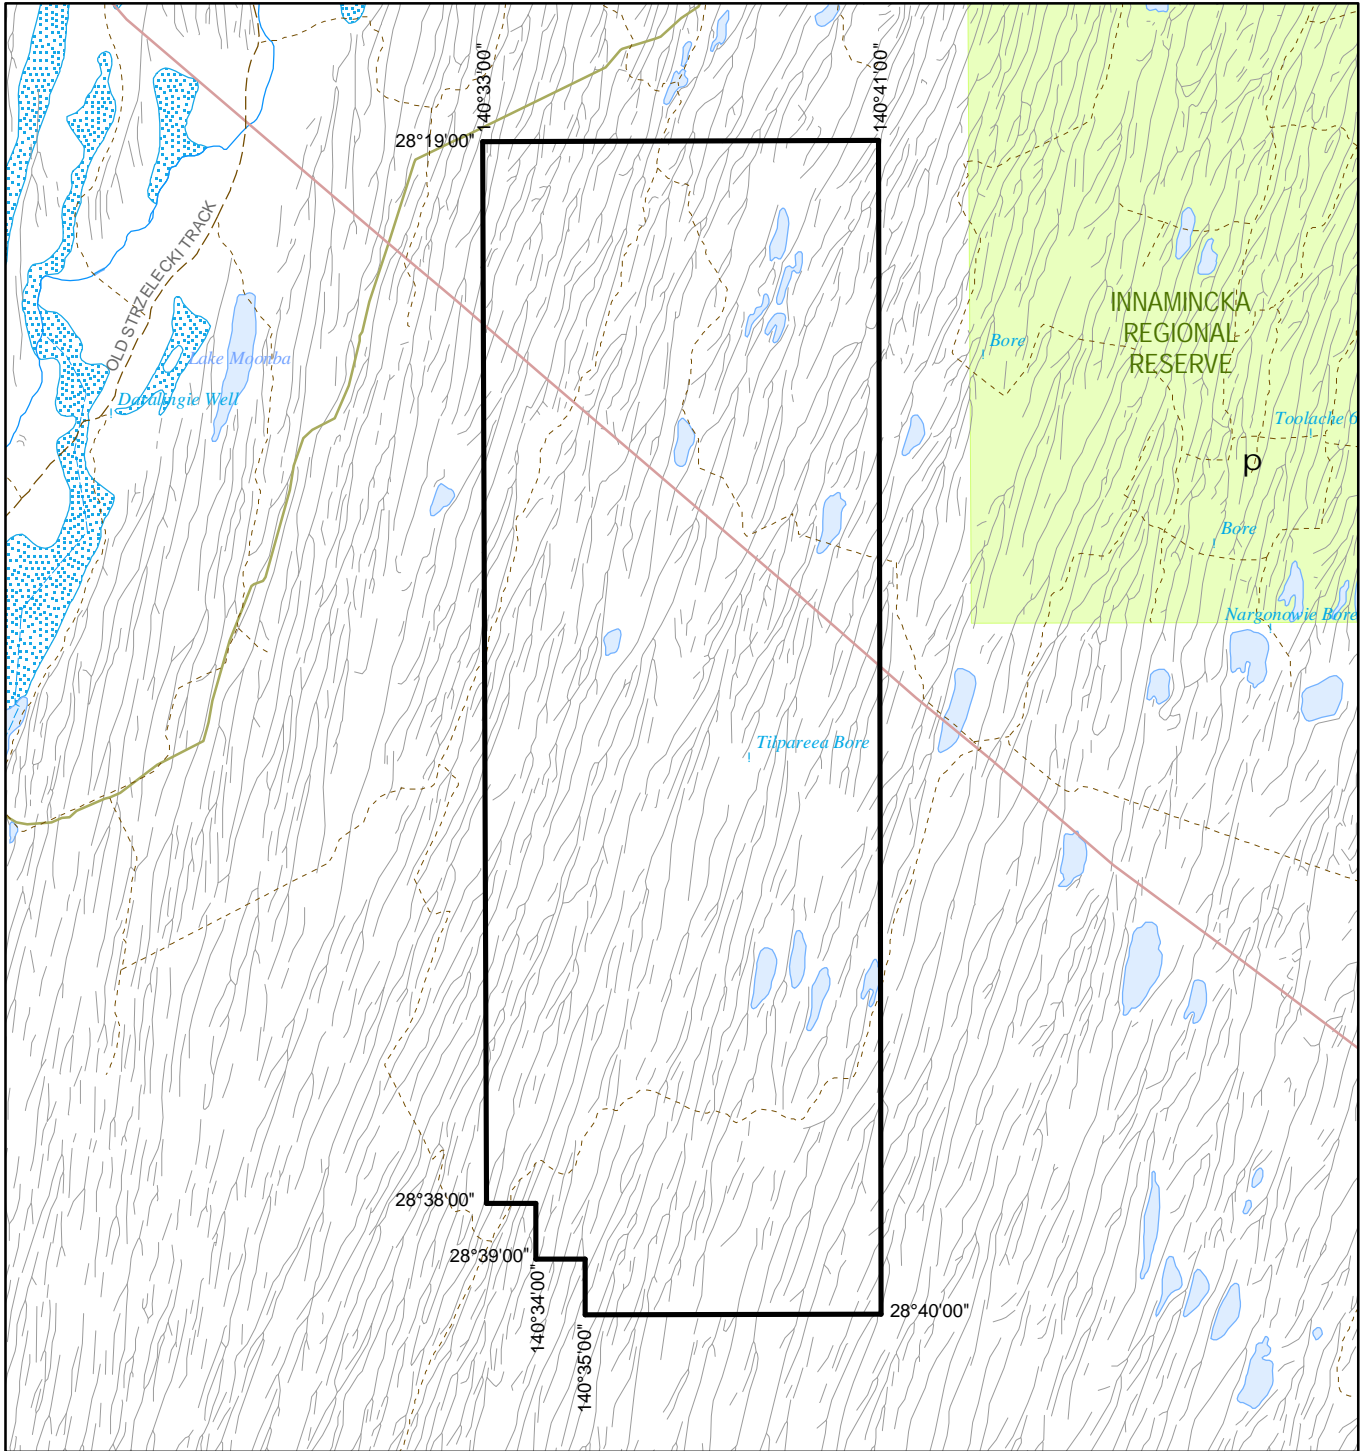 140°33'00"
140°41'00"
28°19'00"
OLD STRZELECKI TRACK
INNAMINCKA
REGIONAL
RESERVE
Bore
Lake Moonba
Daralingie Well
Toolache 6
p
Bore
Nargonowie Bore
Tilpareea Bore
28°38'00"
28°39'00"
140°34'00"
28°40'00"
140°35'00"